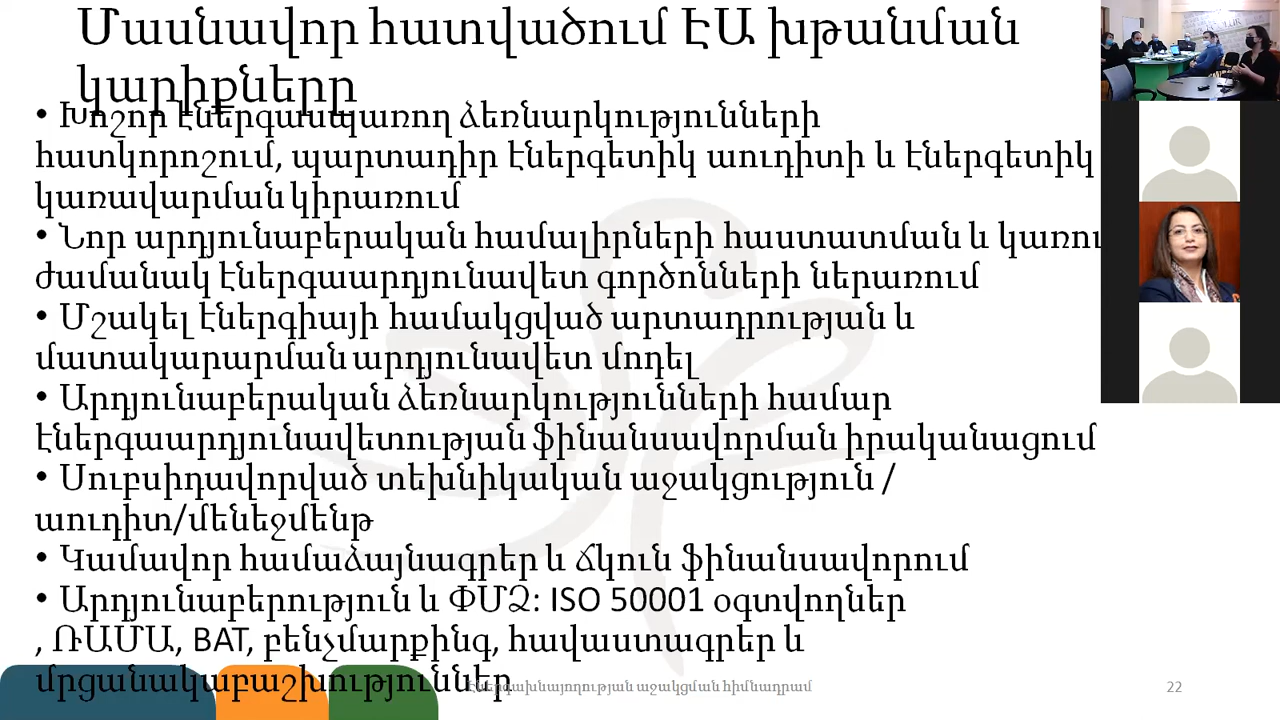 Մասնավոր հատվածում ԷԱ խթանման
կարիքները
• Խոշոր էներգասպառող ձեռնարկությունների
հատկորոշում, պարտադիր էներգետիկ աուդիտի և էներգետիկ
կառավարման կիրառում
• Նոր արդյունաբերական համալիրների հաստատման և կառու
ժամանակ էներգաարդյունավետ գործոնների ներառում
• Մշակել էներգիայի համակցված արտադրության և
մատակարարման արդյունավետ մոդել
• Արդյունաբերական ձեռնարկությունների համար
էներգաարդյունավետության ֆինանսավորման իրականացում
• Սուբսիդավորված տեխնիկական աջակցություն /
աուդիտ/մենեջմենթ
• Կամավոր համաձայնագրեր և Ճկուն ֆինանսավորում
• Արդյունաբերություն և ՓՄՁ: ISO 50001 օգտվողներ
, ՌԱՄԱ, BAT, բենչմարքինգ, հավաստագրեր և
մրցանակաբաշխություններ
Էներգախնայողության աջակցման հիմնադրամ
22